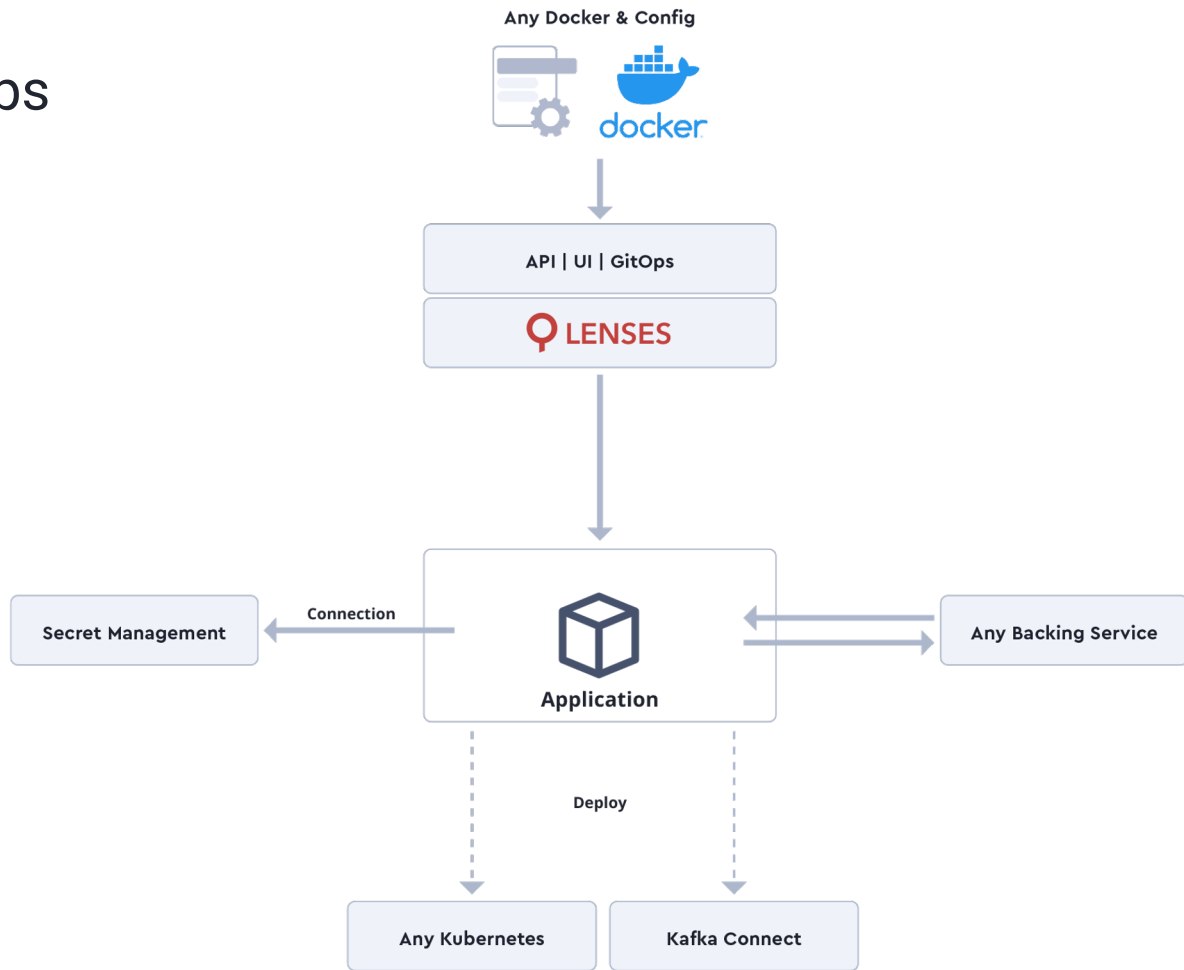 Any Docker & Config
ps
docker
API | UI | GitOps
LENSES
Connection
Secret Management
Any Backing Service
Application
Deploy
Any Kubernetes
Kafka Connect